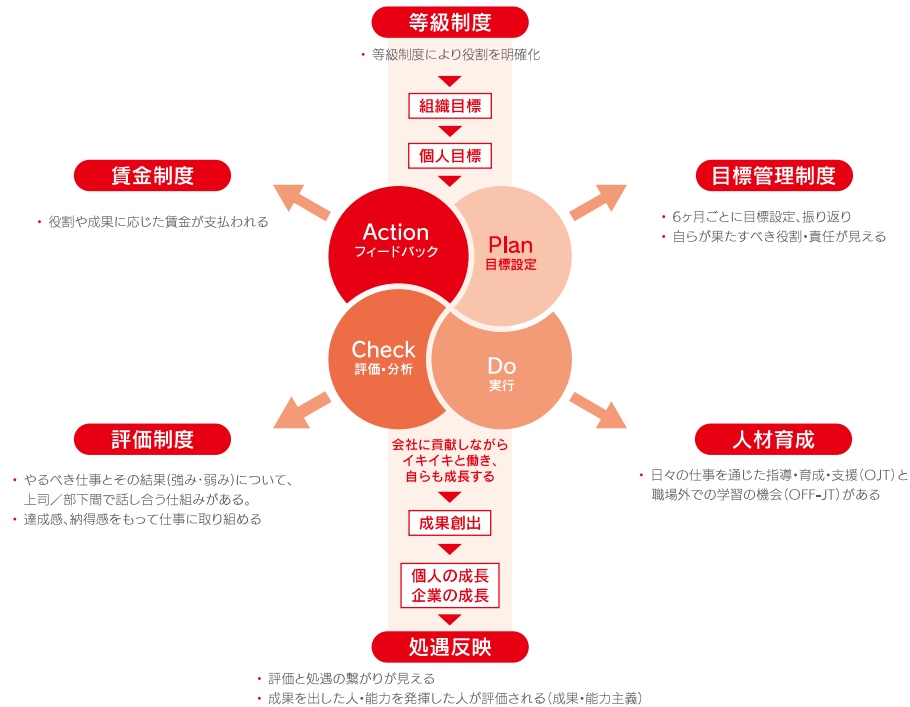 等級制度
・等級制度により役割を明確化
組織目標
個人目標
賃金制度
・役割や成果に応じた賃金が支払われる
目標管理制度
・6ヶ月ごとに目標設定、振り返り
・自らが果たすべき役割・責任が見える
Action
フィードバック
Plan
目標設定
Check
評価・分析
Do
実行
評価制度
・やるべき仕事とその結果(強み・弱み)について、
上司／部下間で話し合う仕組みがある。
・達成感、納得感をもって仕事に取り組める
人材育成
・日々の仕事を通じた指導・育成・支援(OJT)と
職場外での学習の機会(OFF-JT)がある
会社に貢献しながら
イキイキと働き、
自らも成長する
成果創出
個人の成長
企業の成長
処遇反映
・評価と処遇の繋がりが見える
・成果を出した人・能力を発揮した人が評価される(成果・能力主義)